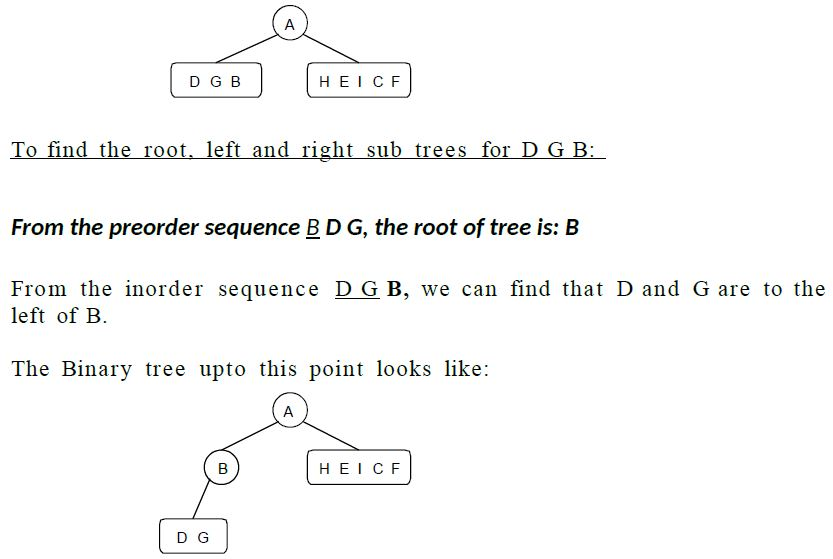 A
D G B H E I C F
To find the root, left and right sub trees for D G B:
From the preorder sequence B D G, the root of tree is: B
From the inorder sequence D G B, we can find that D and G are to the
left of B.
The Binary tree upto this point looks like:
A
B H E I C F
D G